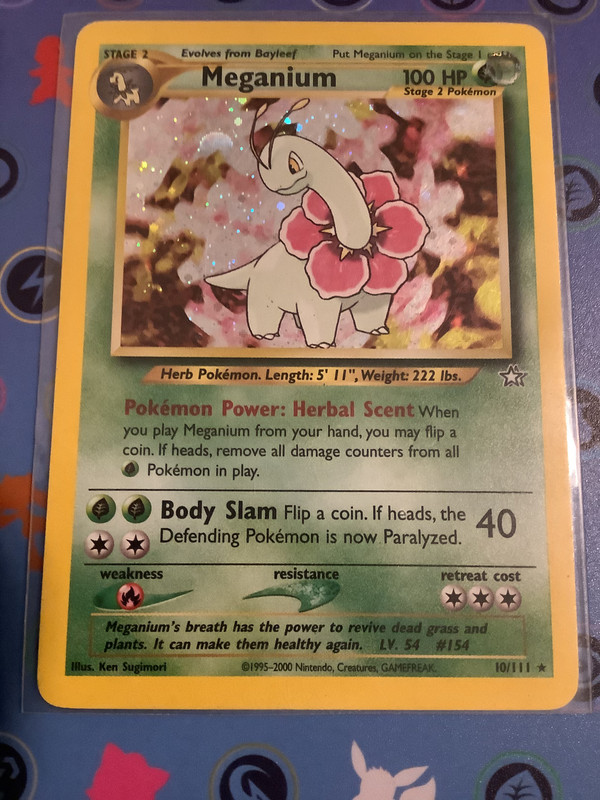 STAGE 2 Evolves from Bayleef Put Meganium on the Stage 1
Meganium 100 HP
Stage 2 Pokémon
Herb Pokémon. Length: 5' 11", Weight: 222 lbs.
Pokémon Power: Herbal Scent When
you play Meganium from your hand, you may flip a
coin. If heads, remove all damage counters from all
Pokémon in play.
Body Slam Flip a coin. If heads, the
Defending Pokémon is now Paralyzed. 40
weakness resistance retreat cost
Meganium's breath has the power to revive dead grass and
plants. It can make them healthy again. LV. 54 #154
Illus. Ken Sugimori ©1995–2000 Nintendo, Creatures, GAMEFREAK. 10/111